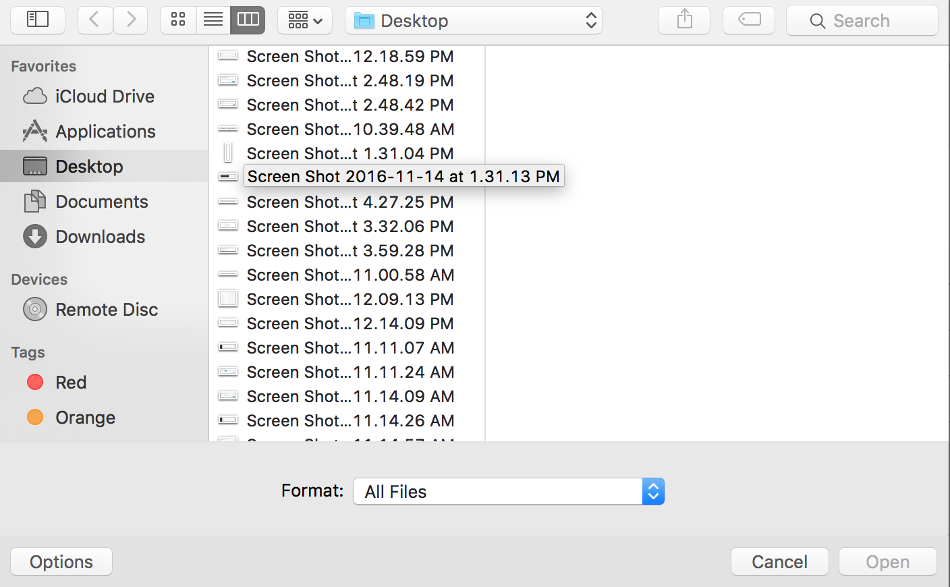 Desktop
Search
Favorites
iCloud Drive
Applications
Desktop
Documents
Downloads
Devices
Remote Disc
Tags
Red
Orange
Screen Shot...12.18.59 PM
Screen Shot...t 2.48.19 PM
Screen Shot...t 2.48.42 PM
Screen Shot...10.39.48 AM
Screen Shot...t 1.31.04 PM
Screen Shot 2016-11-14 at 1.31.13 PM
Screen Shot...t 4.27.25 PM
Screen Shot...t 3.32.06 PM
Screen Shot...t 3.59.28 PM
Screen Shot...11.00.58 AM
Screen Shot...12.09.13 PM
Screen Shot...12.14.09 PM
Screen Shot...11.11.07 AM
Screen Shot...11.11.24 AM
Screen Shot...11.14.09 AM
Screen Shot...11.14.26 AM
Format:
All Files
Options
Cancel
Open